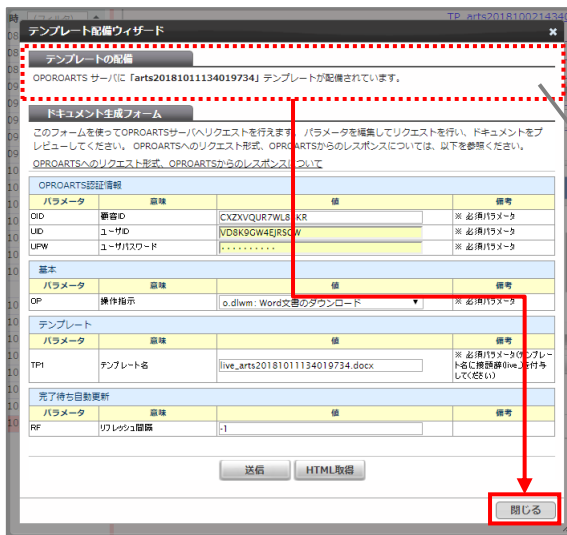 時
TP_arts2018100214340
テンプレート配備ウィザード ×
テンプレートの配備
OPOROARTS サーバに「arts20181011134019734」テンプレートが配備されています。
ドキュメント生成フォーム
このフォームを使ってOPROARTSサーバへリクエストを行えます。パラメータを編集してリクエストを行い、ドキュメントをプ
レビューしてください。 OPROARTSへのリクエスト形式、OPROARTSからのレスポンスについては、以下を参照ください。
OPROARTSへのリクエスト形式、OPROARTSからのレスポンスについて
OPROARTS認証情報
パラメータ 意味 値 備考
OID 顧客ID ※ 必須パラメータ
UID ユーザID ※ 必須パラメータ
UPW ユーザパスワード ･･････････ ※ 必須パラメータ
基本
パラメータ 意味 値 備考
OP 操作指示 o.dlwm: Word文書のダウンロード ▼ ※ 必須パラメータ
テンプレート
パラメータ 意味 値 備考
TP1 テンプレート名 live_arts20181011134019734.docx ※ 必須パラメータ(テンプレー
ト名に接頭辞(live_)を付与
してください)
完了待ち自動更新
パラメータ 意味 値 備考
RF リフレッシュ間隔 -1
送信 HTML取得
閉じる